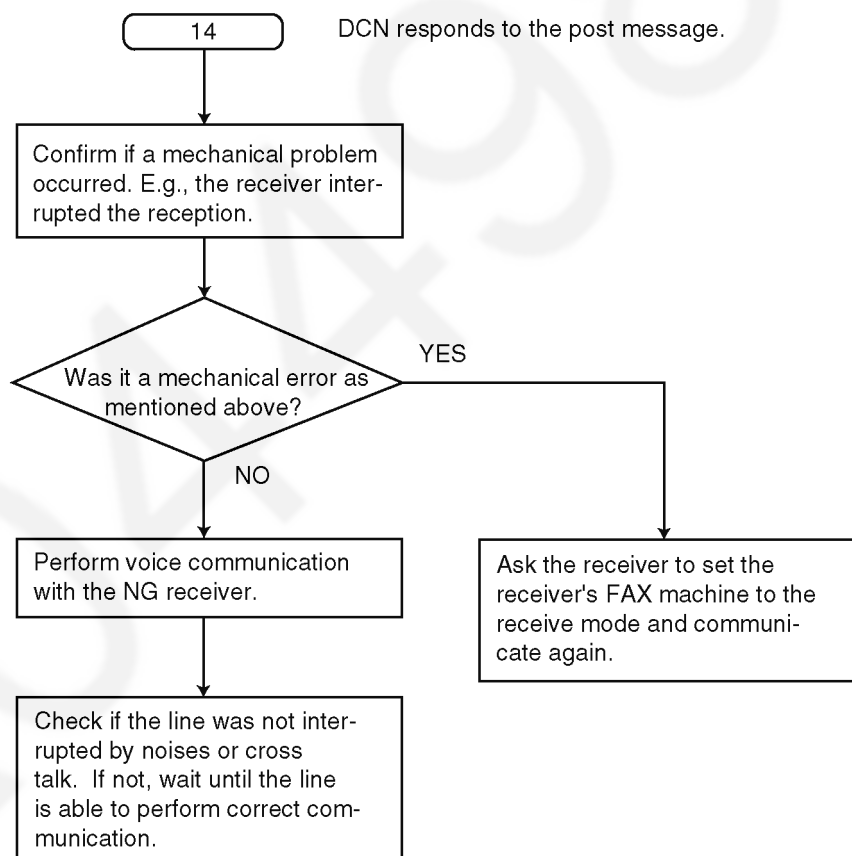 14
DCN responds to the post message.
Confirm if a mechanical problem
occurred. E.g., the receiver inter-
rupted the reception.
Was it a mechanical error as
mentioned above?
YES
NO
Perform voice communication
with the NG receiver.
Ask the receiver to set the
receiver's FAX machine to the
receive mode and communi-
cate again.
Check if the line was not inter-
rupted by noises or cross
talk.  If not, wait until the line
is able to perform correct com-
munication.